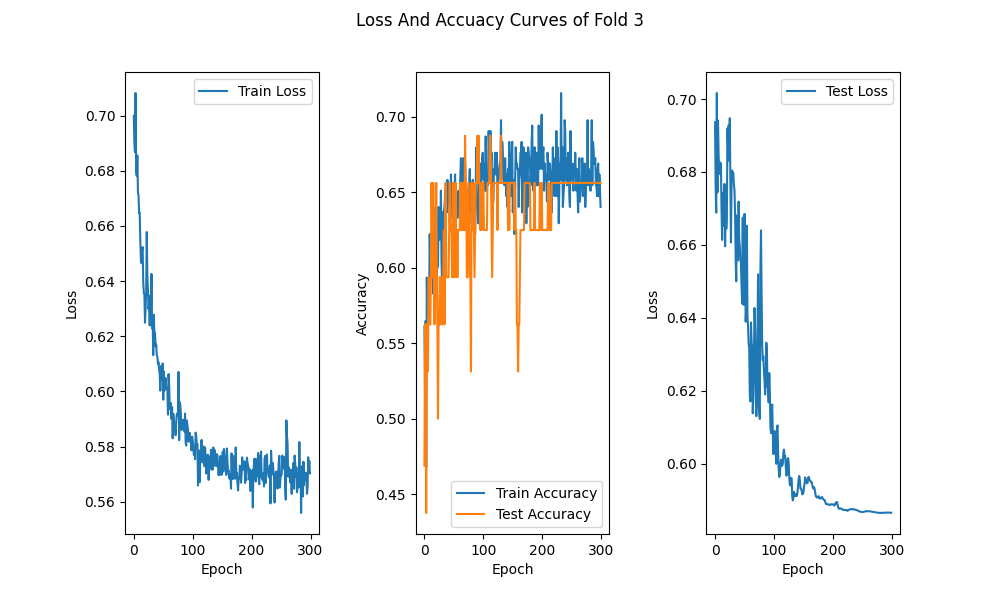 Loss And Accuacy Curves of Fold 3
Train Loss
0.70
0.68
0.66
0.64
0.62
0.60
0.58
0.56
Loss
0
100
200
300
Epoch
0.70
0.65
0.60
0.55
0.50
0.45
Accuracy
Train Accuracy
Test Accuracy
0
100
200
300
Epoch
Test Loss
0.70
0.68
0.66
0.64
0.62
0.60
Loss
0
100
200
300
Epoch